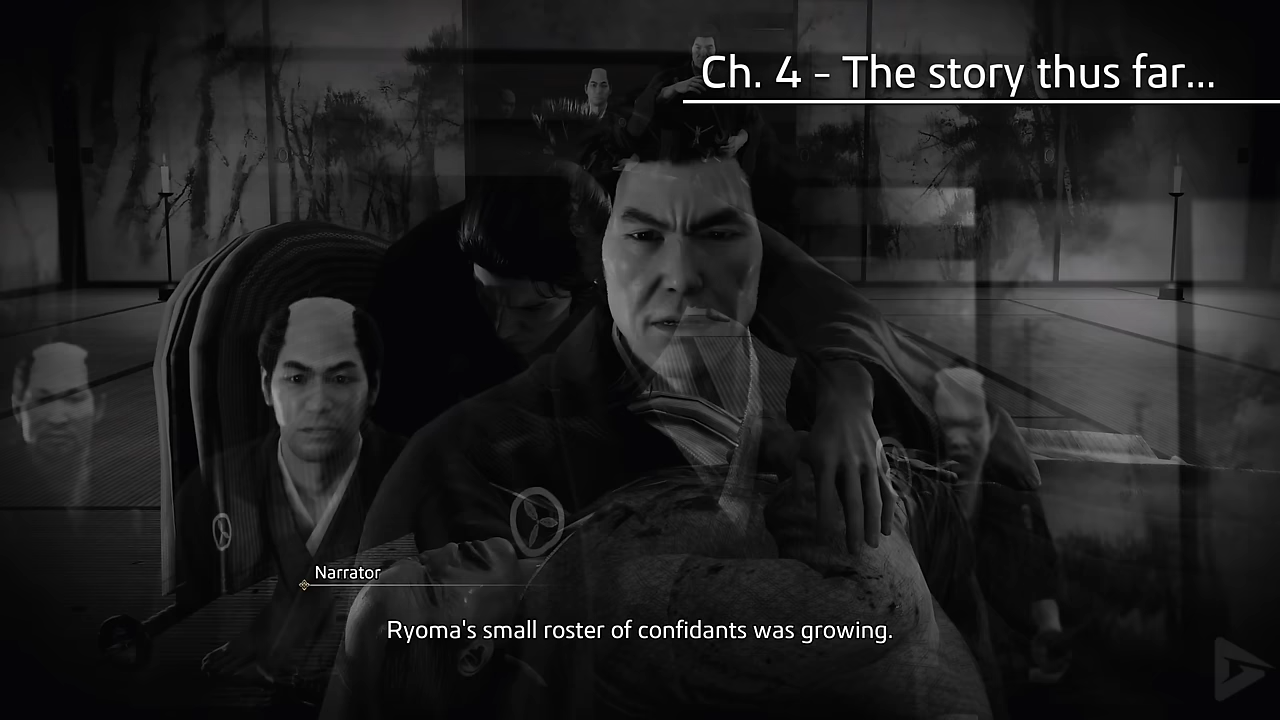 Ch. 4 - The story thus far...
Narrator
Ryoma's small roster of confidants was growing.